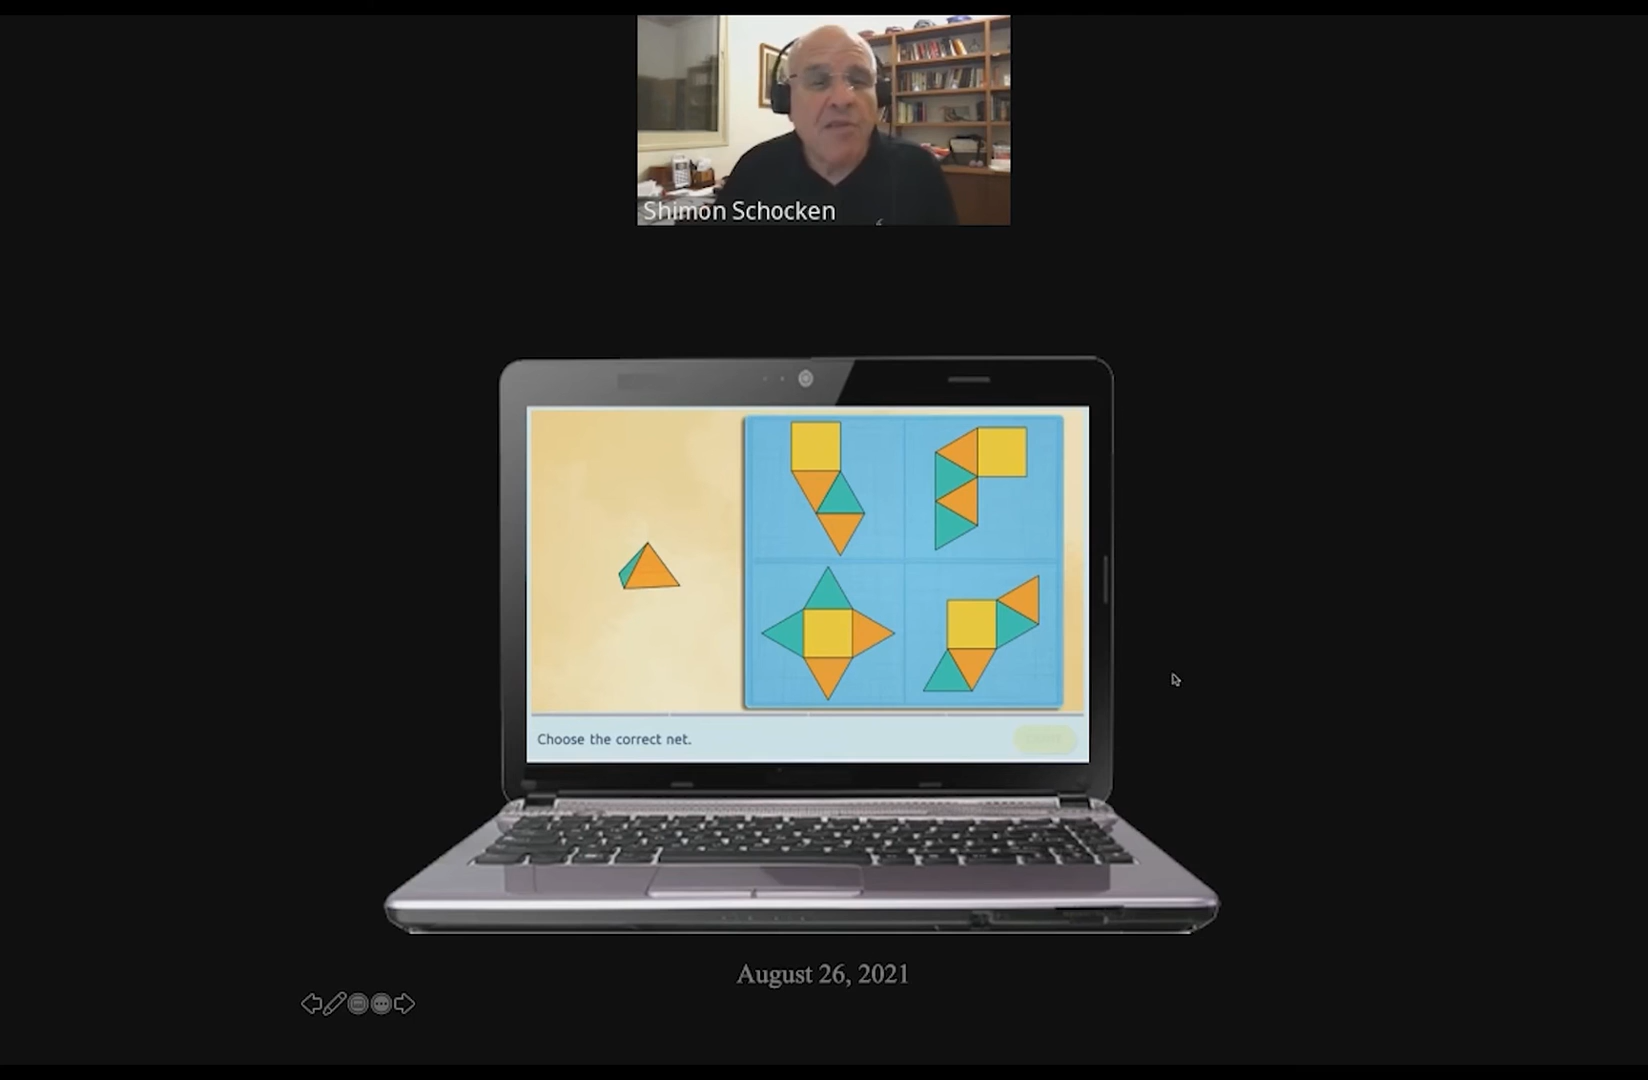 Shimon Schocken
Choose the correct net.
August 26, 2021